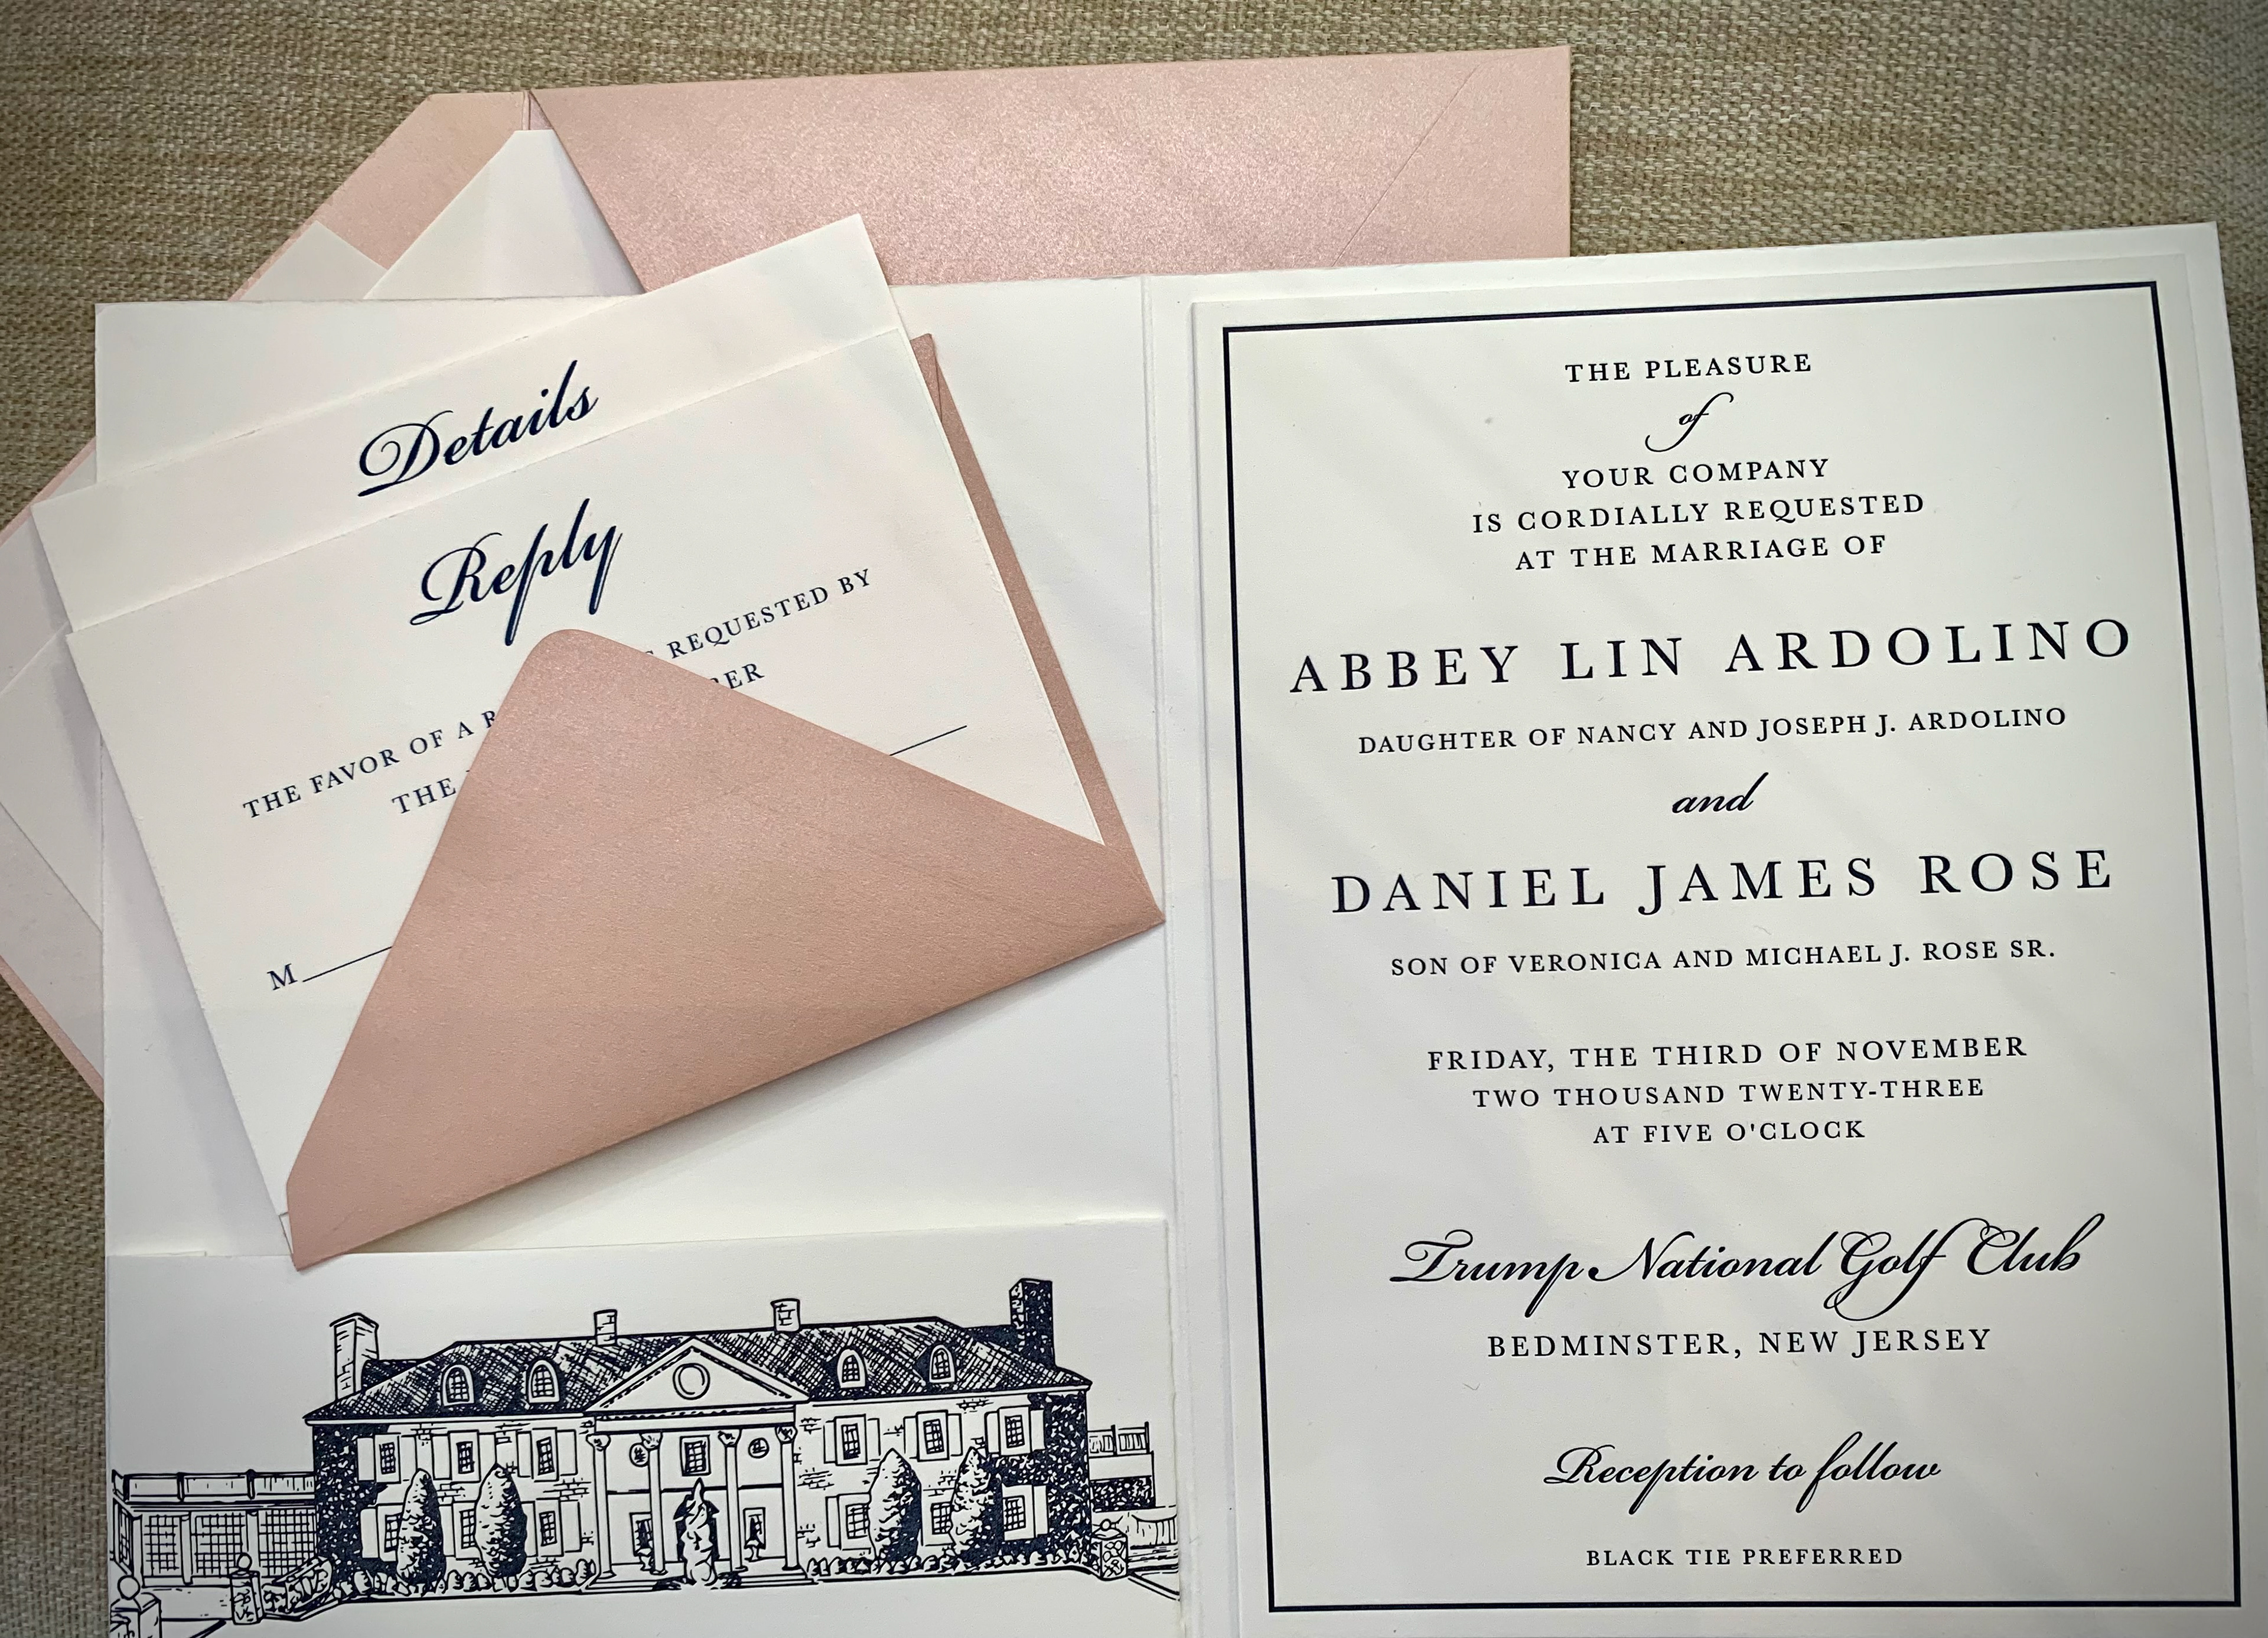 Details
Reply
THE FAVOR OF A REQUESTED BY
THE
M
THE PLEASURE
of
YOUR COMPANY
IS CORDIALLY REQUESTED
AT THE MARRIAGE OF
ABBEY LIN ARDOLINO
DAUGHTER OF NANCY AND JOSEPH J. ARDOLINO
and
DANIEL JAMES ROSE
SON OF VERONICA AND MICHAEL J. ROSE SR.
FRIDAY, THE THIRD OF NOVEMBER
TWO THOUSAND TWENTY-THREE
AT FIVE O'CLOCK
Trump National Golf Club
BEDMINSTER, NEW JERSEY
Reception to follow
BLACK TIE PREFERRED